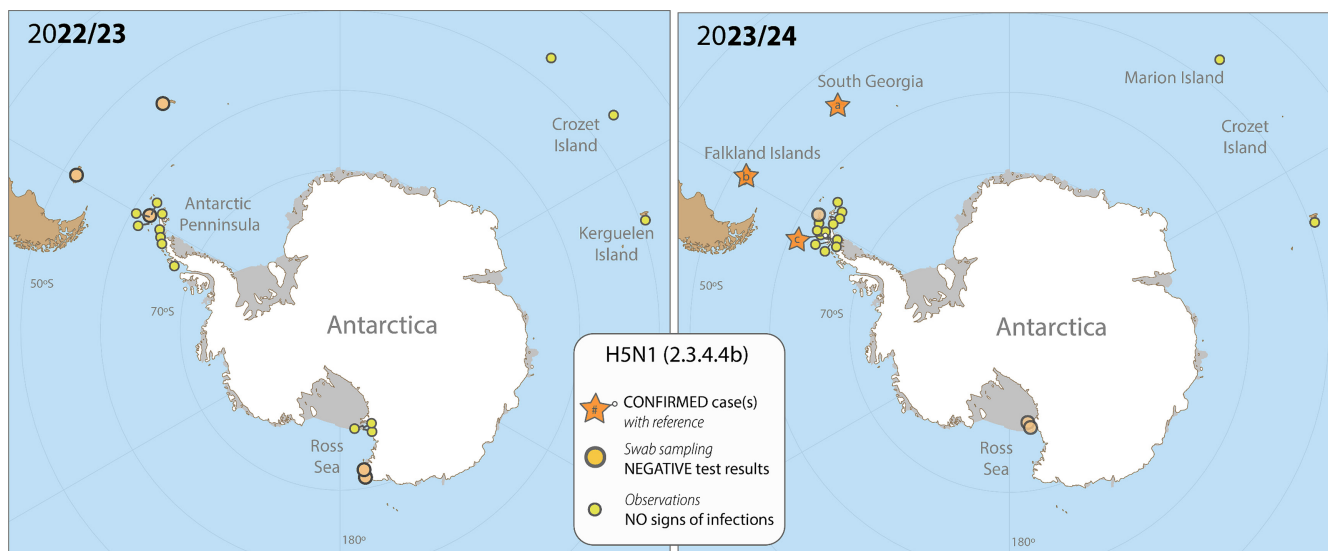 2022/23
Crozet
Island
Antarctic
Penninsula
Kerguelen
Island
50ºS
70ºS
Antarctica
Ross
Sea
180º
2023/24
South Georgia
a
Marion Island
Crozet
Island
Falkland Islands
b
c
50ºS
70ºS
Antarctica
Ross
Sea
180º
H5N1 (2.3.4.4b)
# CONFIRMED case(s)
with reference
Swab sampling
NEGATIVE test results
Observations
NO signs of infections